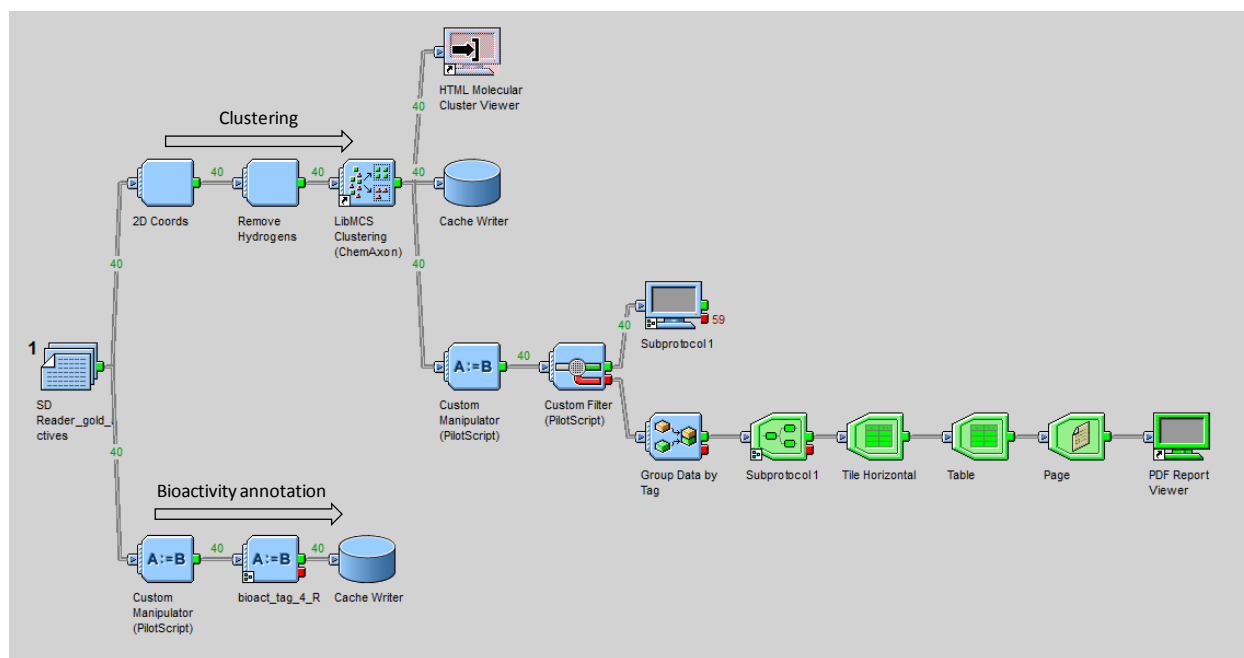 HTML Molecular
Cluster Viewer
40
Clustering
40
40
40
40
2D Coords
Remove
Hydrogens
LibMCS
Clustering
(ChemAxon)
Cache Writer
40
40
59
40
Subprotocol 1
1
A:=B
40
SD
Reader_gold_
ctives
Custom
Manipulator
(PilotScript)
Custom Filter
(PilotScript)
40
Group Data by
Tag
Subprotocol 1
Tile Horizontal
Table
Page
PDF Report
Viewer
Bioactivity annotation
A:=B
40
A:=B
40
Custom
Manipulator
(PilotScript)
bioact_tag_4_R
Cache Writer